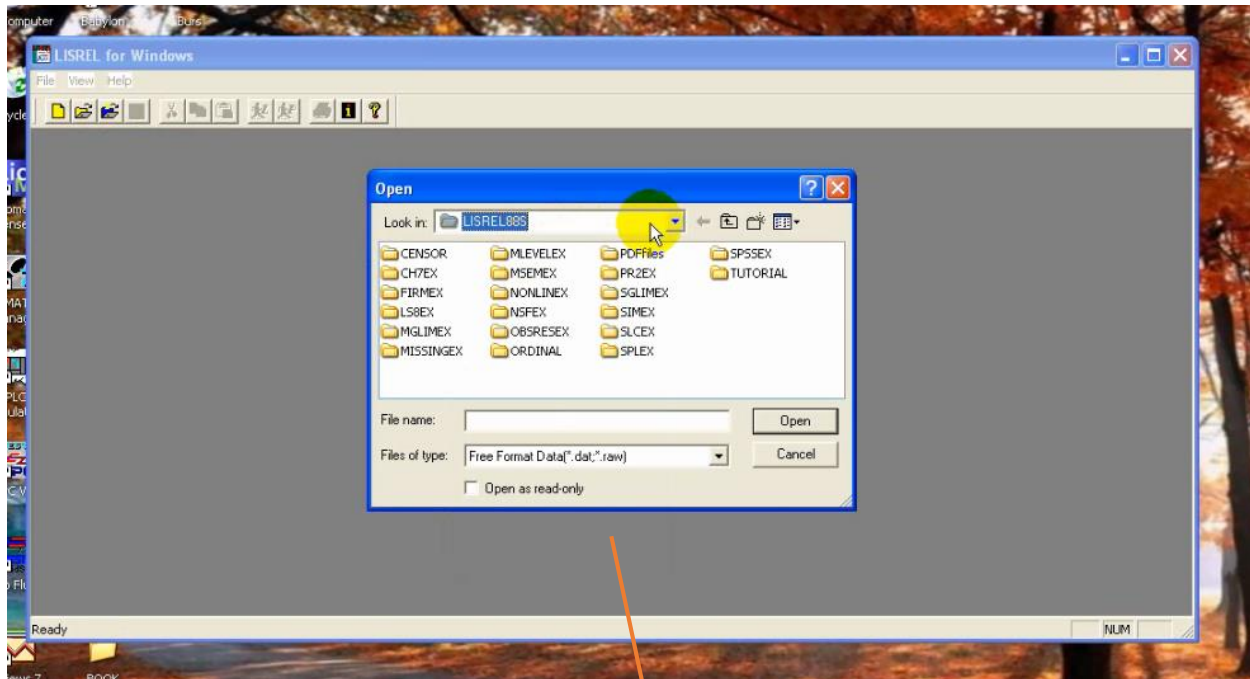 Babylon
Burs
LISREL for Windows
File View Help
Open
Look in: LISREL88S
CENSOR MLEVELEX PDFfiles SPSSEX
CH7EX MSEMEX PR2EX TUTORIAL
FIRMEX NONLINEX SGLIMEX
LS8EX NSFEX SIMEX
MGLIMEX OBSRESEX SLCEX
MISSINGEX ORDINAL SPLEX
File name: Open
Files of type: Free Format Data(*.dat;*.raw) Cancel
Open as read-only
Ready NUM
BOOK